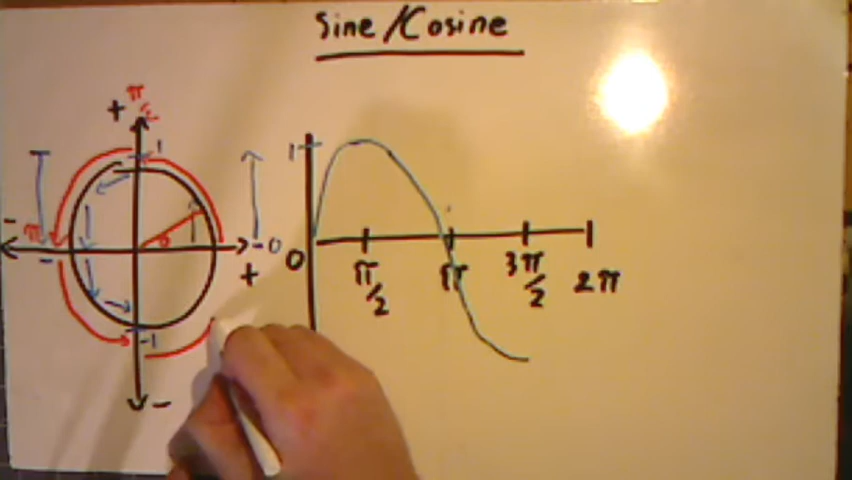 Sine/Cosine
+ π/2
1
1
- π - 0 0 π/2 π 3π/2 2π
- +
-1
-